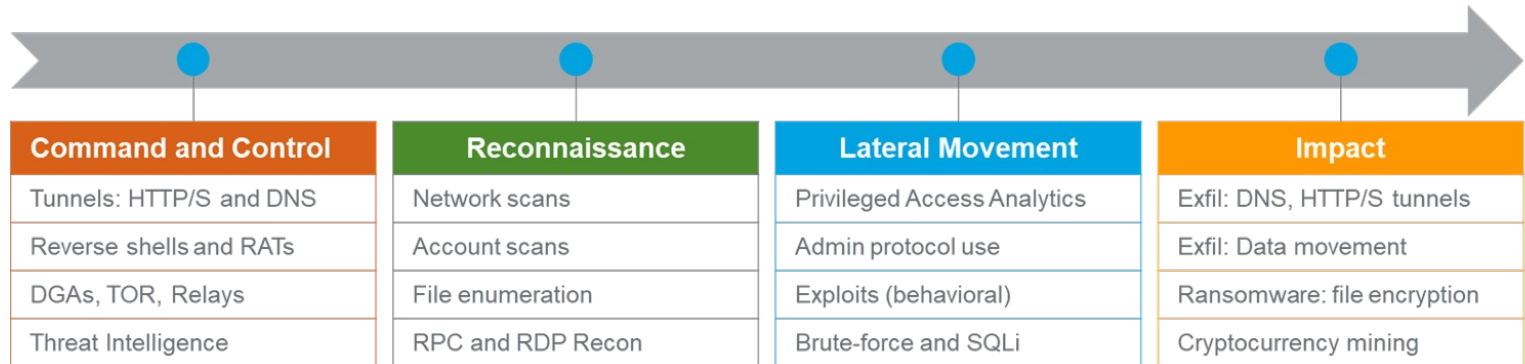 Command and Control
Tunnels: HTTP/S and DNS
Reverse shells and RATs
DGAs, TOR, Relays
Threat Intelligence
Reconnaissance
Network scans
Account scans
File enumeration
RPC and RDP Recon
Lateral Movement
Privileged Access Analytics
Admin protocol use
Exploits (behavioral)
Brute-force and SQLi
Impact
Exfil: DNS, HTTP/S tunnels
Exfil: Data movement
Ransomware: file encryption
Cryptocurrency mining